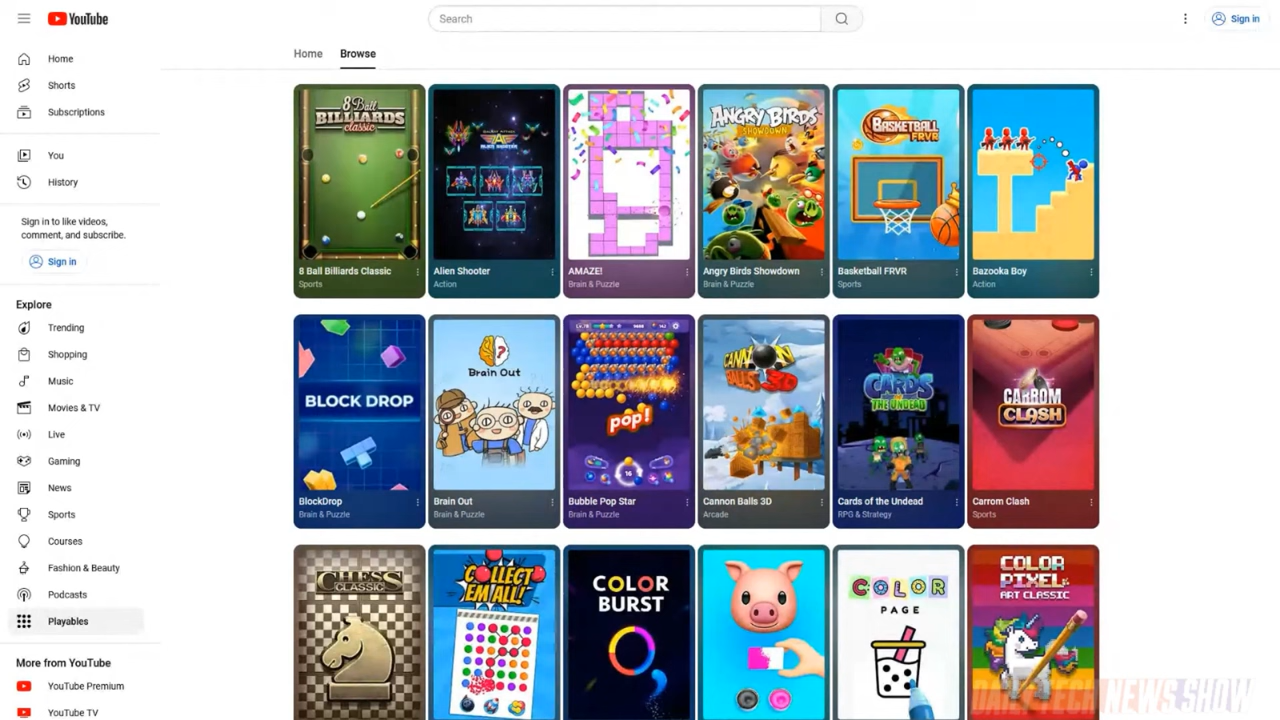 YouTube
Search
Sign in
Home
Browse
Home
Shorts
Subscriptions
You
History
Sign in to like videos,
comment, and subscribe.
Sign in
Explore
Trending
Shopping
Music
Movies & TV
Live
Gaming
News
Sports
Courses
Fashion & Beauty
Podcasts
Playables
More from YouTube
YouTube Premium
YouTube TV
8 Ball
BILLIARDS
classic
8 Ball Billiards Classic
Sports
ALIEN SHOOTER
Alien Shooter
Action
AMAZE!
Brain & Puzzle
ANGRY BIRDS
SHOWDOWN
Angry Birds Showdown
Brain & Puzzle
BASKETBALL
FRVR
Basketball FRVR
Sports
Bazooka Boy
Action
BLOCK DROP
BlockDrop
Brain & Puzzle
Brain Out
Brain Out
Brain & Puzzle
pop!
16
Bubble Pop Star
Brain & Puzzle
CANNON
BALLS 3D
Cannon Balls 3D
Arcade
CARDS
OF THE UNDEAD
Cards of the Undead
RPG & Strategy
CARROM
CLASH
Carrom Clash
Sports
CHESS
CLASSIC
COLLECT
EM ALL!
COLOR
BURST
COLOR
PAGE
COLOR
PIXEL
ART CLASSIC
DAILY TECH NEWS SHOW